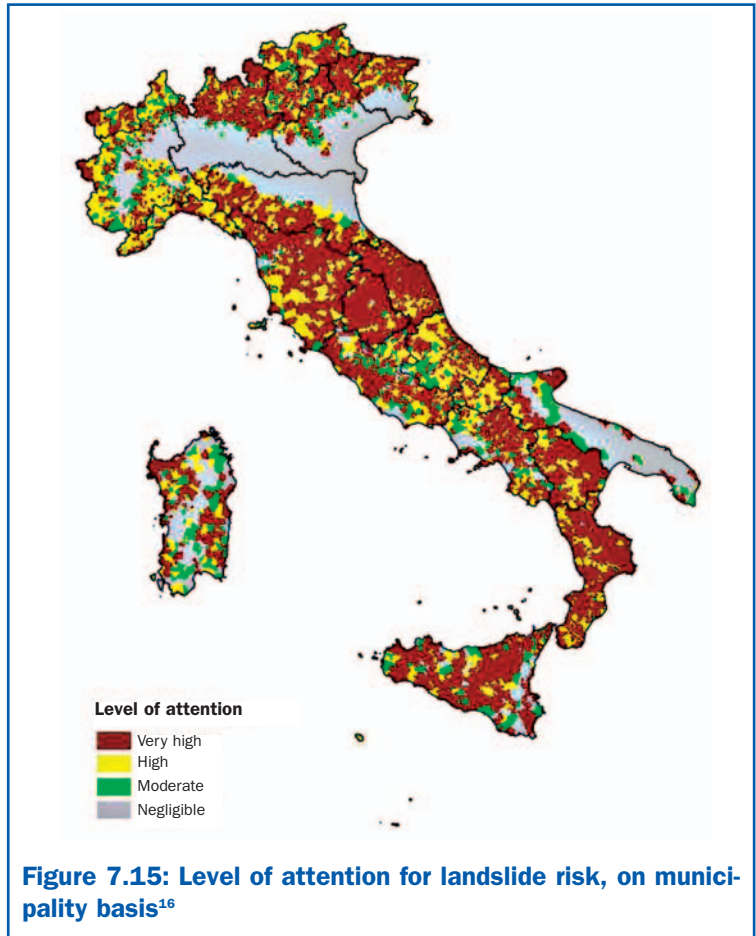 Level of attention
Very high
High
Moderate
Negligible
Figure 7.15: Level of attention for landslide risk, on munici-
pality basis16